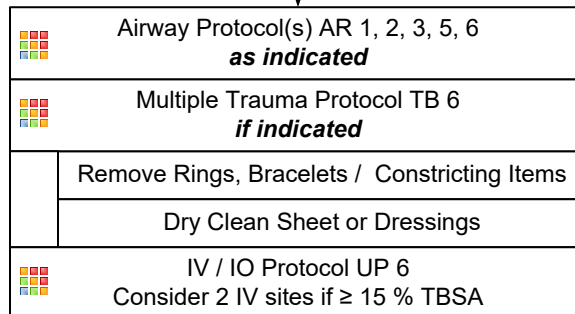 Airway Protocol(s) AR 1, 2, 3, 5, 6
as indicated
Multiple Trauma Protocol TB 6
if indicated
Remove Rings, Bracelets /  Constricting Items
Dry Clean Sheet or Dressings
IV / IO Protocol UP 6
Consider 2 IV sites if ≥ 15 % TBSA